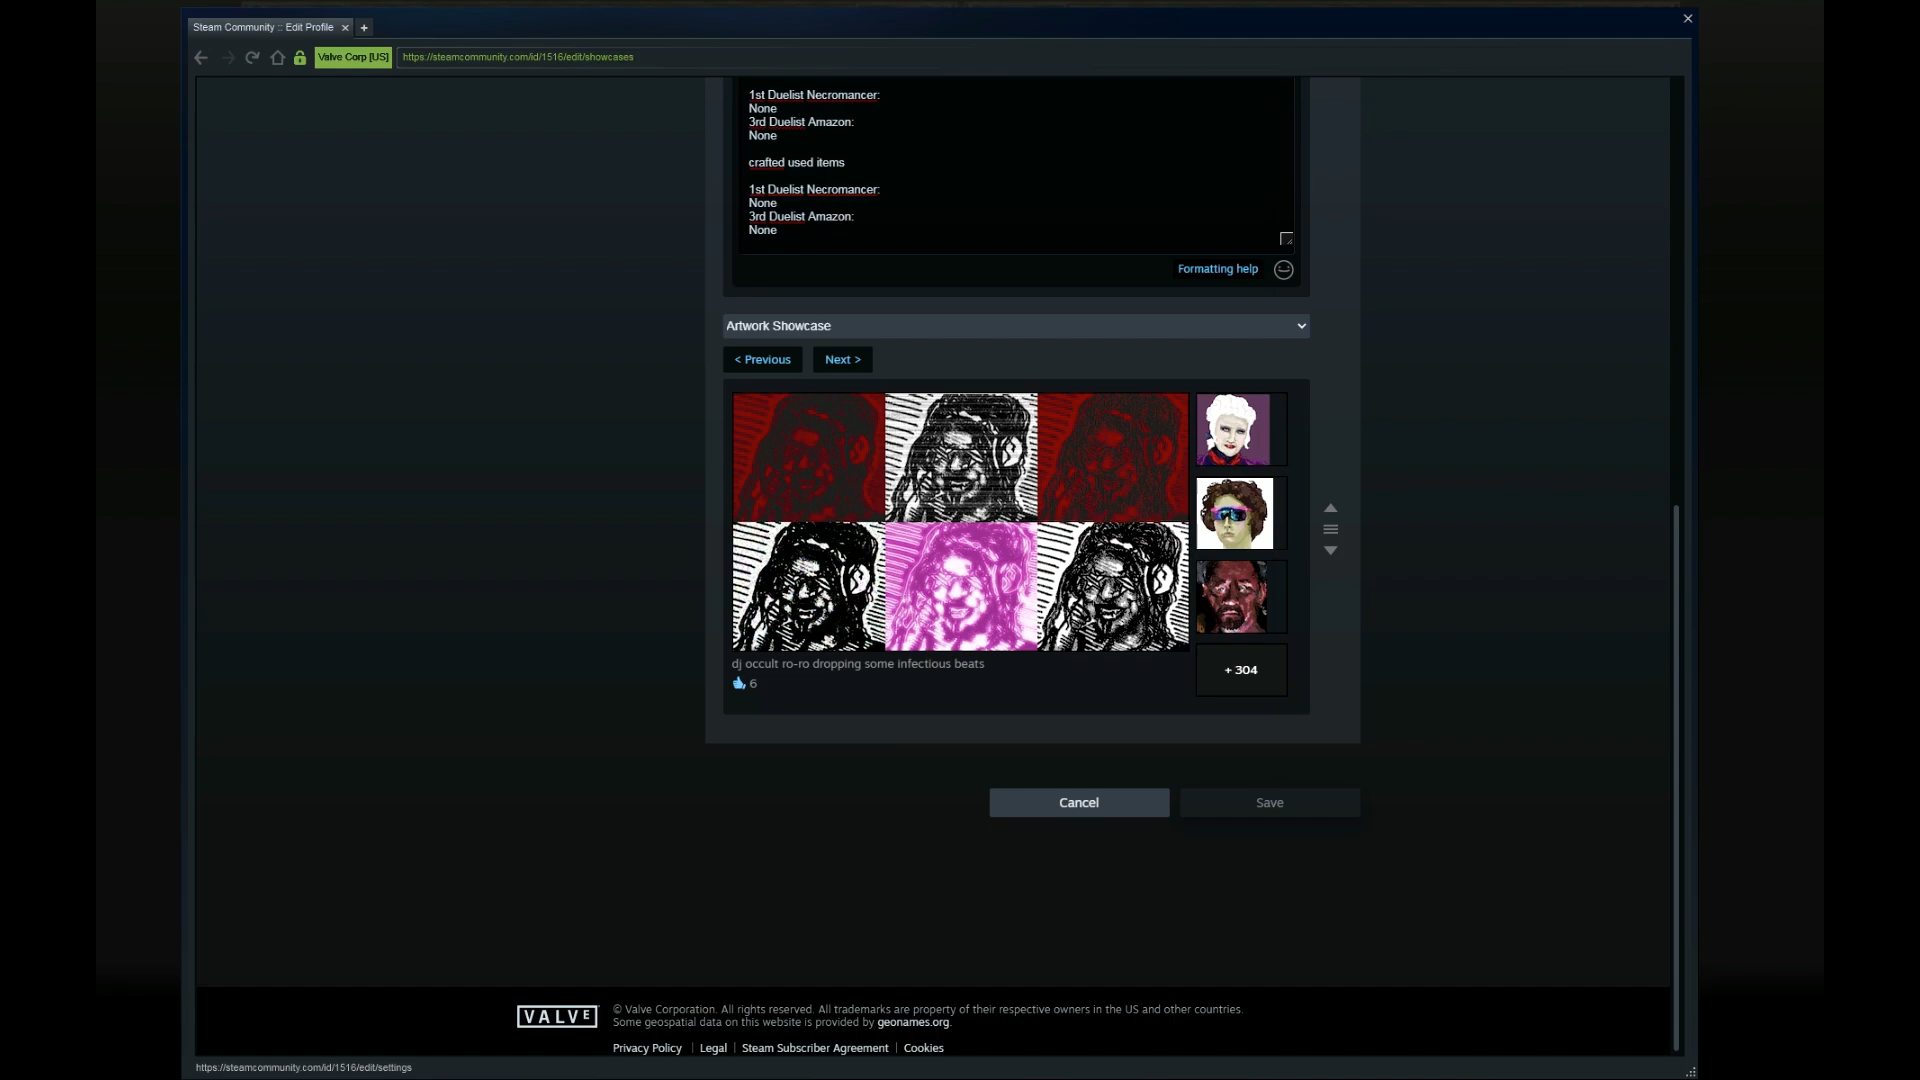 Steam Community :: Edit Profile
Valve Corp [US]
https://steamcommunity.com/id/1516/edit/showcases
1st Duelist Necromancer:
None
3rd Duelist Amazon:
None
crafted used items
1st Duelist Necromancer:
None
3rd Duelist Amazon:
None
Formatting help
Artwork Showcase
< Previous
Next >
dj occult ro-ro dropping some infectious beats
6
+ 304
Cancel
Save
VALVE
© Valve Corporation. All rights reserved. All trademarks are property of their respective owners in the US and other countries.
Some geospatial data on this website is provided by geonames.org.
Privacy Policy | Legal | Steam Subscriber Agreement | Cookies
https://steamcommunity.com/id/1516/edit/settings